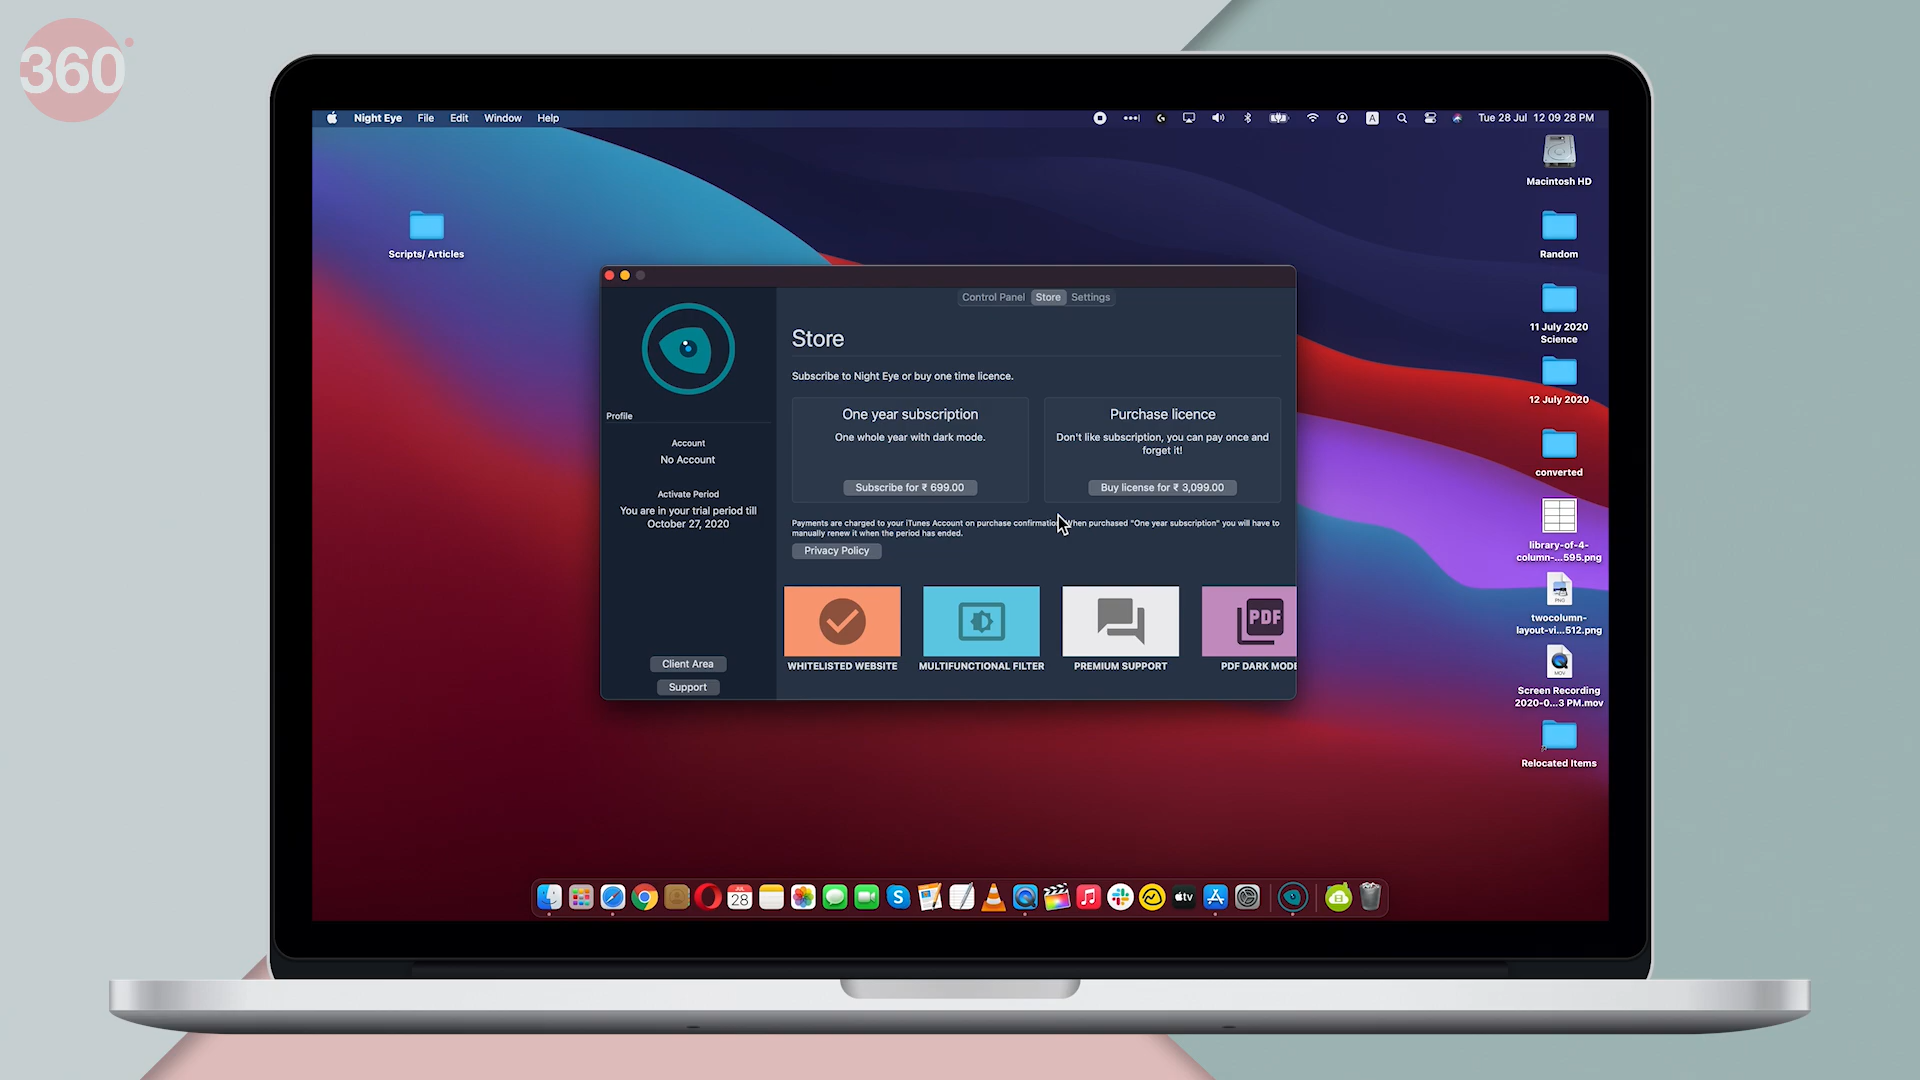 360°
Night Eye File Edit Window Help
A
Tue 28 Jul 12 09 28 PM
Macintosh HD
Scripts/ Articles
Random
11 July 2020
Science
12 July 2020
converted
library-of-4-
column-...595.png
PNG
twocolumn-
layout-vi...512.png
MOV
Screen Recording
2020-0...3 PM.mov
Relocated Items
Control Panel Store Settings
Profile
Account
No Account
Activate Period
You are in your trial period till
October 27, 2020
Client Area
Support
Store
Subscribe to Night Eye or buy one time licence.
One year subscription
One whole year with dark mode.
Subscribe for ₹ 699.00
Purchase licence
Don't like subscription, you can pay once and
forget it!
Buy license for ₹ 3,099.00
Payments are charged to your iTunes Account on purchase confirmation. When purchased "One year subscription" you will have to
manually renew it when the period has ended.
Privacy Policy
PDF
WHITELISTED WEBSITE
MULTIFUNCTIONAL FILTER
PREMIUM SUPPORT
PDF DARK MODE
JUL
28
S
tv